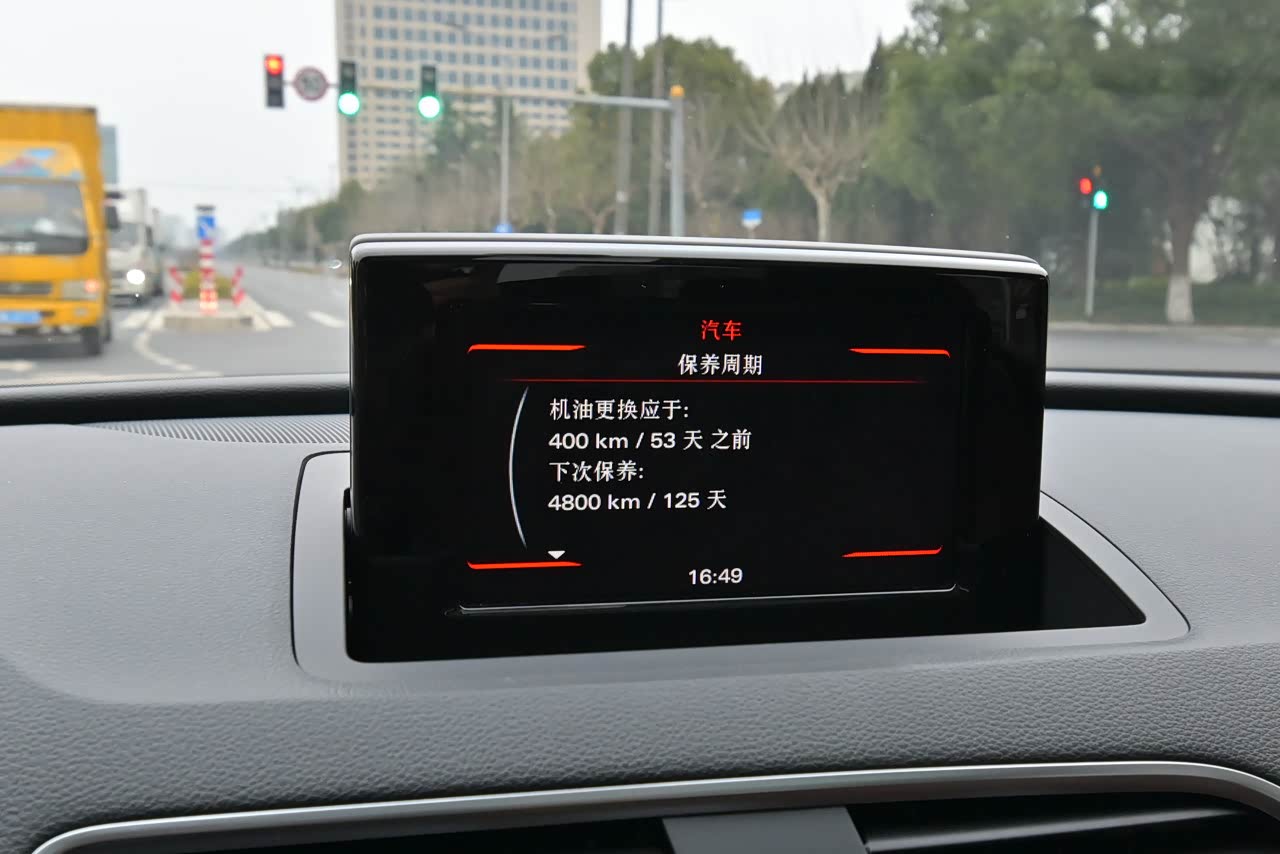 汽车
保养周期
机油更换应于:
400 km / 53 天 之前
下次保养:
4800 km / 125 天
16:49